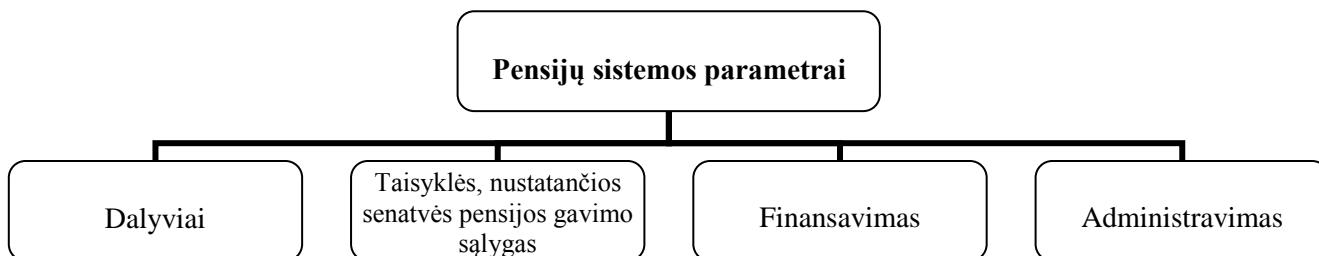 Pensijų sistemos parametrai
Dalyviai
Taisyklės, nustatančios
senatvės pensijos gavimo
sąlygas
Finansavimas
Administravimas